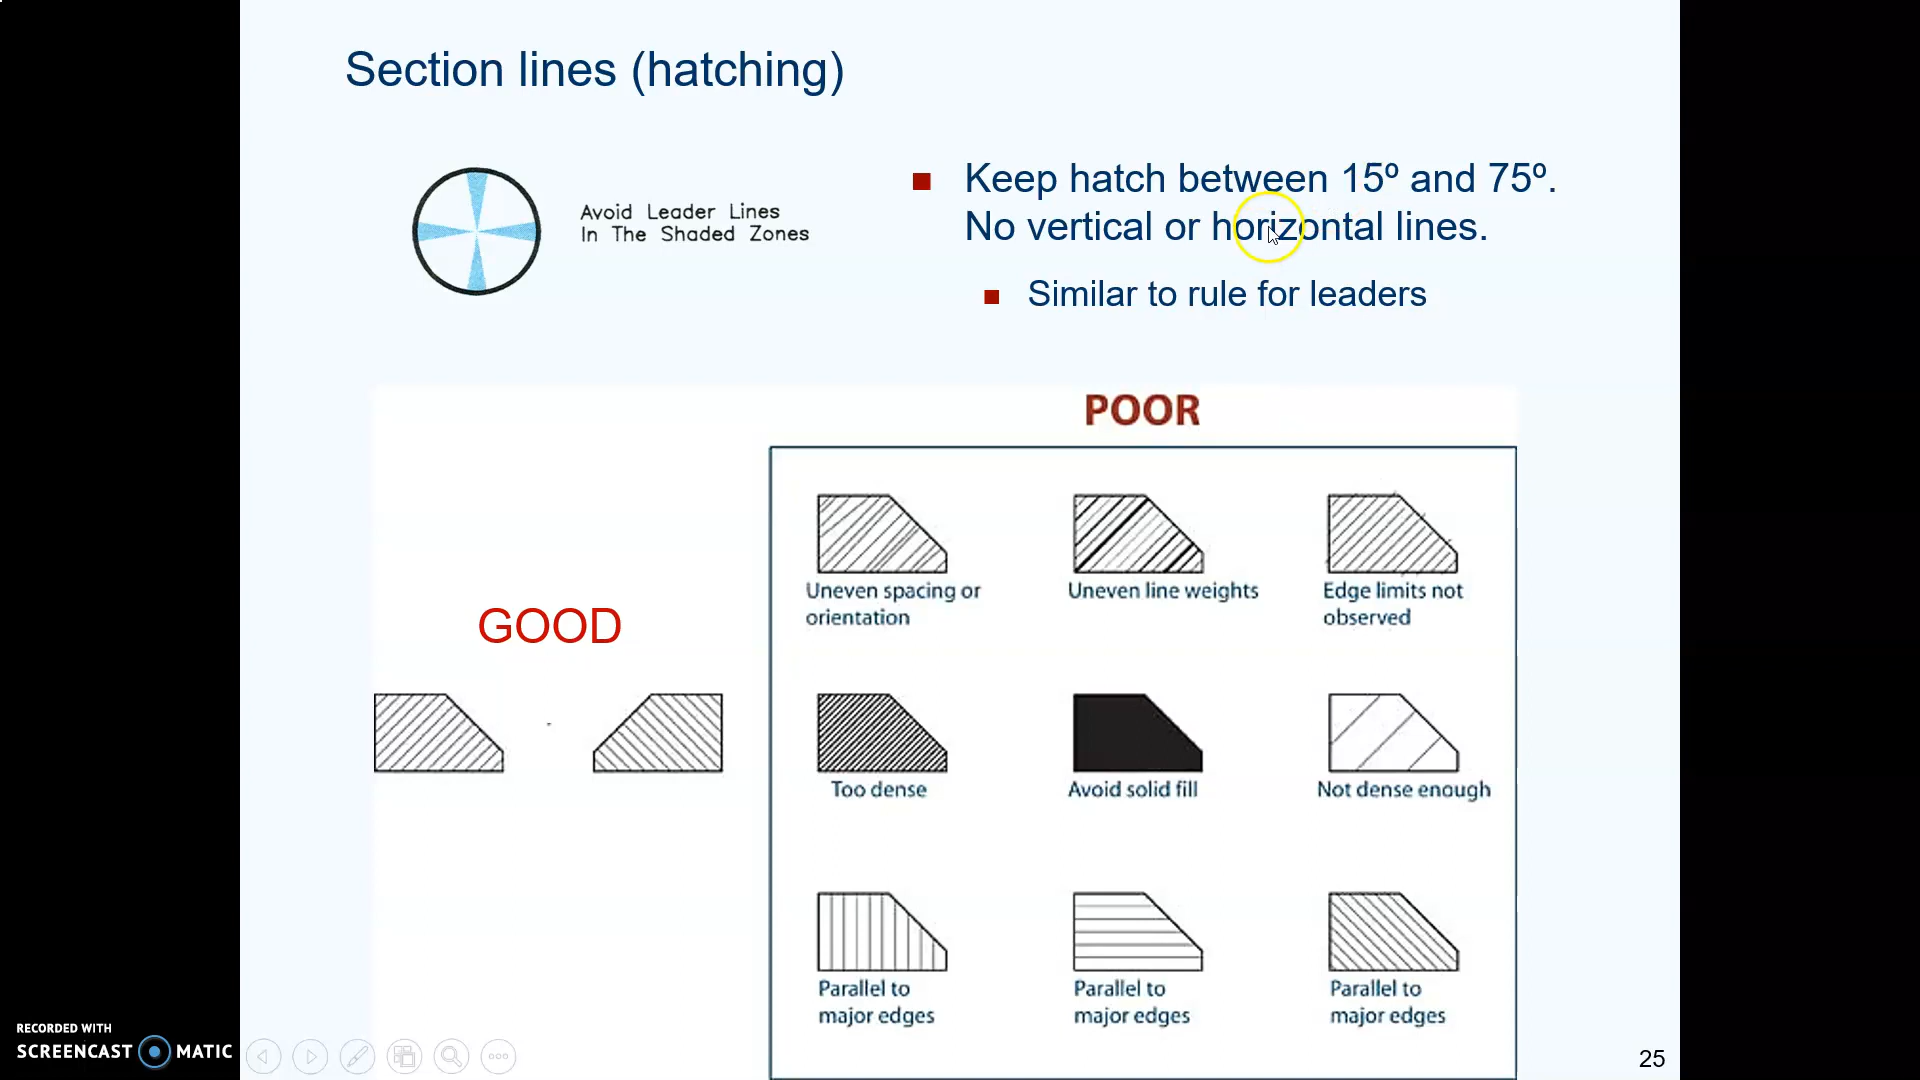 Section lines (hatching)
Avoid Leader Lines
In The Shaded Zones
Keep hatch between 15º and 75º.
No vertical or horizontal lines.
Similar to rule for leaders
POOR
GOOD
Uneven spacing or
orientation
Uneven line weights
Edge limits not
observed
Too dense
Avoid solid fill
Not dense enough
Parallel to
major edges
Parallel to
major edges
Parallel to
major edges
RECORDED WITH
SCREENCAST MATIC
25